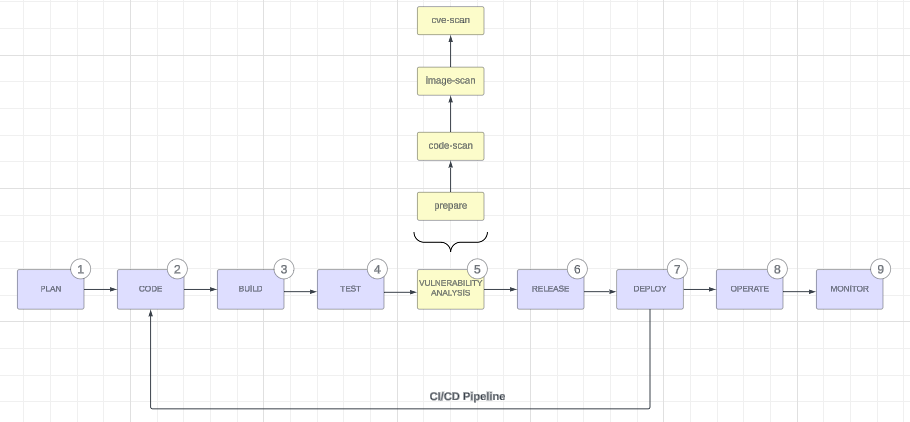 cve-scan
image-scan
code-scan
prepare
1
2
3
4
5
6
7
8
9
PLAN
CODE
BUILD
TEST
VULNERABILITY
ANALYSIS
RELEASE
DEPLOY
OPERATE
MONITOR
CI/CD Pipeline